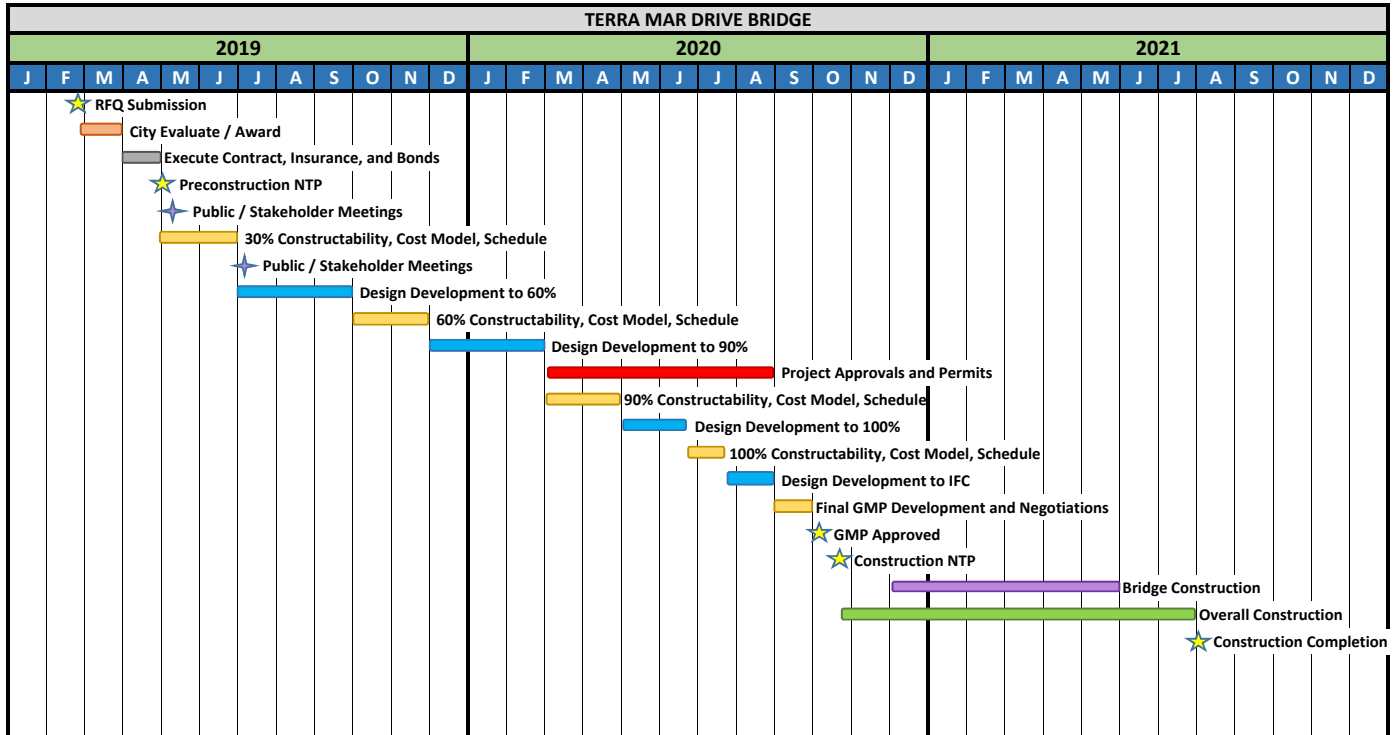 TERRA MAR DRIVE BRIDGE
2019 2020 2021
J F M A M J J A S O N D J F M A M J J A S O N D J F M A M J J A S O N D
RFQ Submission
City Evaluate / Award
Execute Contract, Insurance, and Bonds
Preconstruction NTP
Public / Stakeholder Meetings
30% Constructability, Cost Model, Schedule
Public / Stakeholder Meetings
Design Development to 60%
60% Constructability, Cost Model, Schedule
Design Development to 90%
Project Approvals and Permits
90% Constructability, Cost Model, Schedule
Design Development to 100%
100% Constructability, Cost Model, Schedule
Design Development to IFC
Final GMP Development and Negotiations
GMP Approved
Construction NTP
Bridge Construction
Overall Construction
Construction Completion